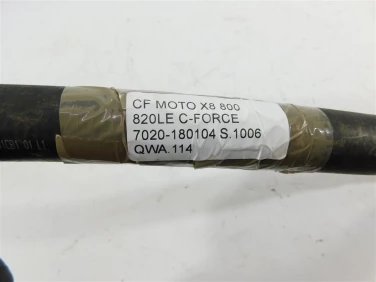 CF MOTO X8 800
820LE C-FORCE
7020-180104 S.1006
QWA.114